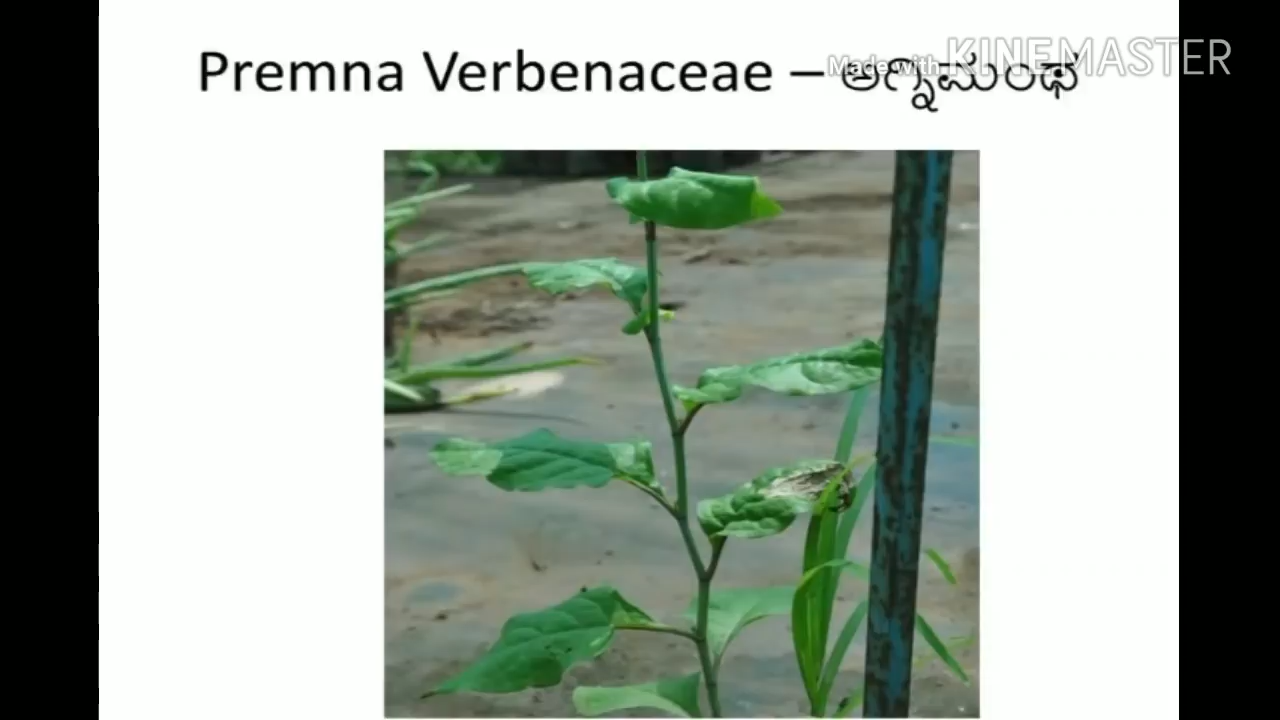 Premna Verbenaceae – ಅಗ್ನಿಮಂಥ
Made with KINEMASTER